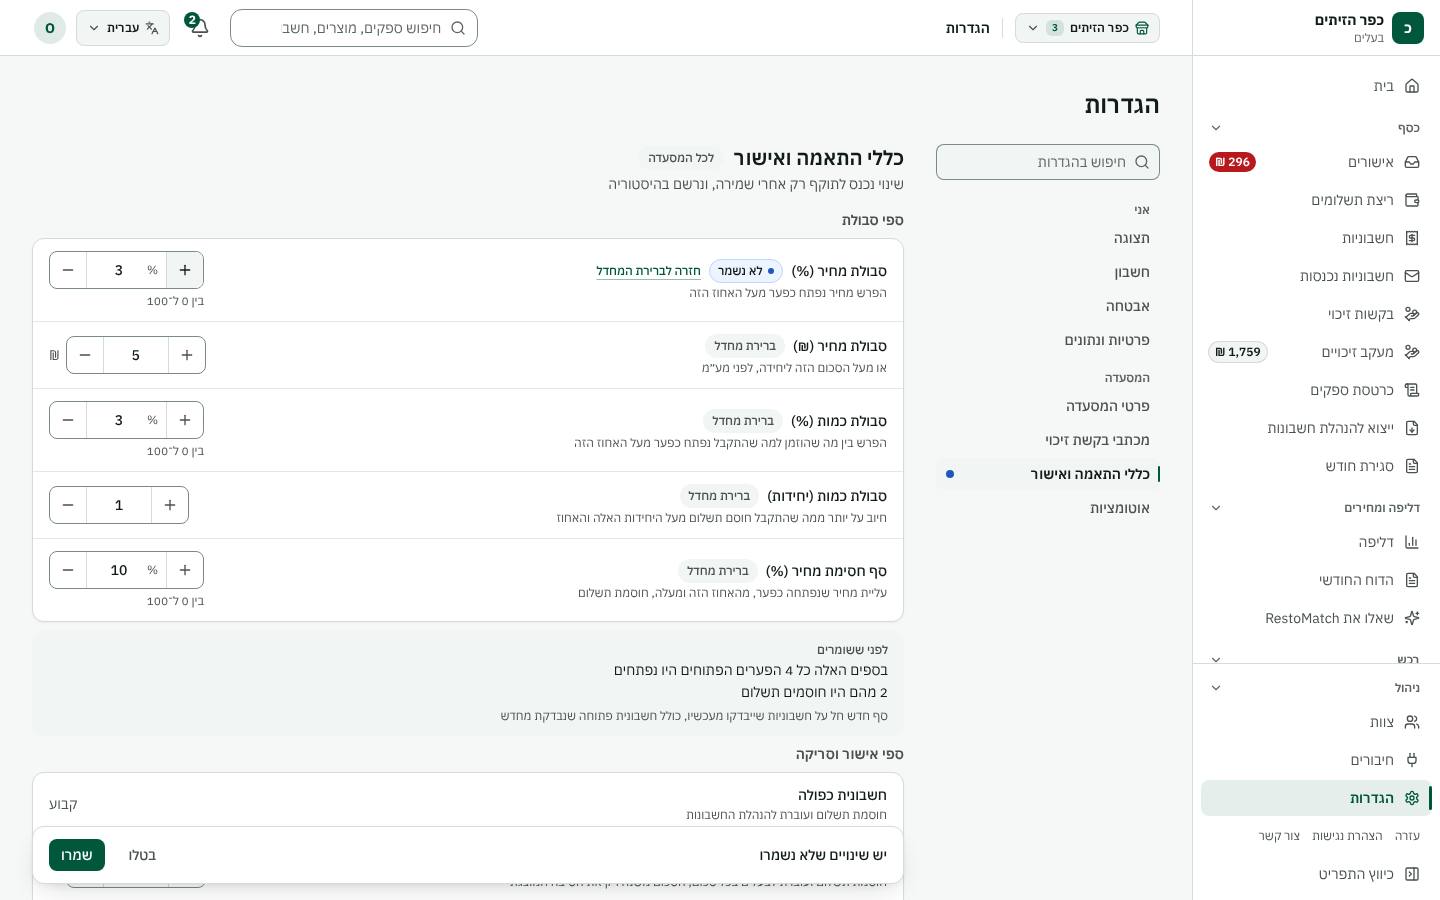 כ
כפר הזיתים
בעלים
בית
כסף
אישורים
296 ₪
ריצת תשלומים
חשבוניות
חשבוניות נכנסות
בקשות זיכוי
מעקב זיכויים
1,759 ₪
כרטסת ספקים
ייצוא להנהלת חשבונות
סגירת חודש
דליפה ומחירים
דליפה
הדוח החודשי
שאלו את RestoMatch
רכש
ניהול
צוות
חיבורים
הגדרות
עזרה
הצהרת נגישות
צור קשר
כיווץ התפריט
כפר הזיתים 3
הגדרות
חיפוש ספקים, מוצרים, חשב
2
עברית
O
הגדרות
חיפוש בהגדרות
אני
תצוגה
חשבון
אבטחה
פרטיות ונתונים
המסעדה
פרטי המסעדה
מכתבי בקשת זיכוי
כללי התאמה ואישור
אוטומציות
כללי התאמה ואישור
לכל המסעדה
שינוי נכנס לתוקף רק אחרי שמירה, ונרשם בהיסטוריה
ספי סבולת
סבולת מחיר (%)
לא נשמר
חזרה לברירת המחדל
הפרש מחיר נפתח כפער מעל האחוז הזה
+ % 3 −
בין 0 ל־100
סבולת מחיר (₪)
ברירת מחדל
או מעל הסכום הזה ליחידה, לפני מע״מ
+ 5 − ₪
סבולת כמות (%)
ברירת מחדל
הפרש בין מה שהוזמן למה שהתקבל נפתח כפער מעל האחוז הזה
+ % 3 −
בין 0 ל־100
סבולת כמות (יחידות)
ברירת מחדל
חיוב על יותר ממה שהתקבל חוסם תשלום מעל היחידות האלה והאחוז
+ 1 −
סף חסימת מחיר (%)
ברירת מחדל
עליית מחיר שנפתחה כפער, מהאחוז הזה ומעלה, חוסמת תשלום
+ % 10 −
בין 0 ל־100
לפני ששומרים
בספים האלה כל 4 הפערים הפתוחים היו נפתחים
2 מהם היו חוסמים תשלום
סף חדש חל על חשבוניות שייבדקו מעכשיו, כולל חשבונית פתוחה שנבדקת מחדש
ספי אישור וסריקה
חשבונית כפולה
קבוע
חוסמת תשלום ועוברת להנהלת החשבונות
יש שינויים שלא נשמרו
בטלו
שמרו